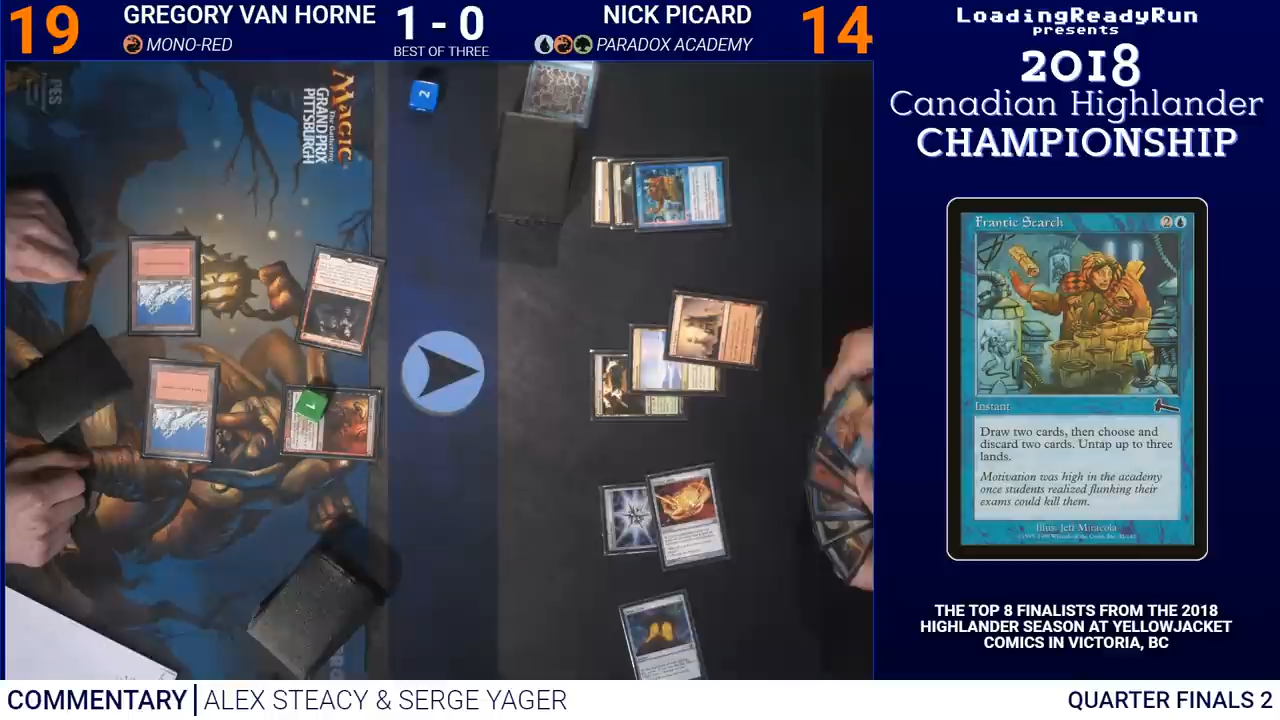 19
GREGORY VAN HORNE
MONO-RED
1 - 0
BEST OF THREE
NICK PICARD
PARADOX ACADEMY
14
LoadingReadyRun
presents
2018
Canadian Highlander
CHAMPIONSHIP
MAGIC
The Gathering
GRAND PRIX
PITTSBURGH
2
1
Frantic Search
2
Instant
Draw two cards, then choose and
discard two cards. Untap up to three
lands.
Motivation was high in the academy
once students realized flunking their
exams could kill them.
Illus. Jeff Miracola
THE TOP 8 FINALISTS FROM THE 2018
HIGHLANDER SEASON AT YELLOWJACKET
COMICS IN VICTORIA, BC
COMMENTARY | ALEX STEACY & SERGE YAGER
QUARTER FINALS 2